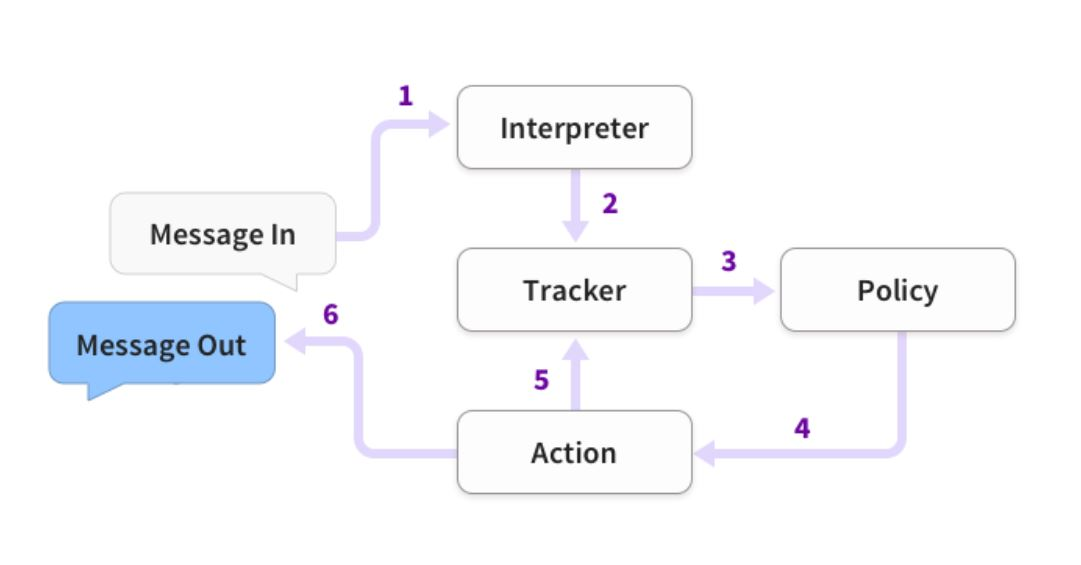 1
Interpreter
2
Message In
3
Tracker
Policy
6
Message Out
5
4
Action